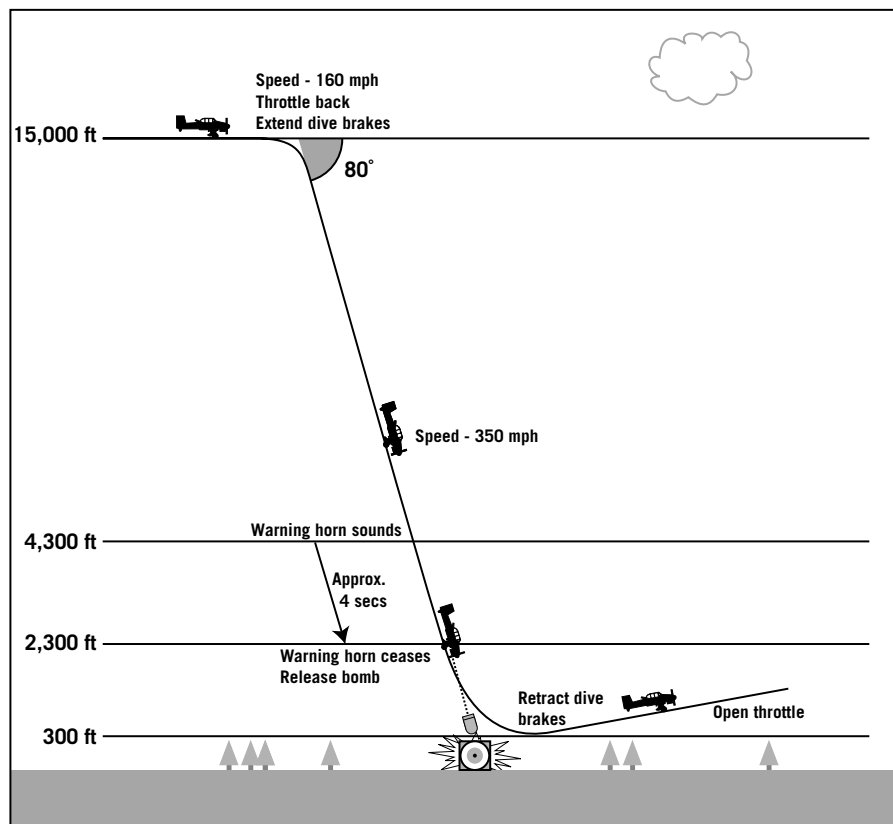 Speed - 160 mph
Throttle back
Extend dive brakes
15,000 ft
80°
Speed - 350 mph
Warning horn sounds
4,300 ft
Approx.
4 secs
2,300 ft
Warning horn ceases
Release bomb
Retract dive
brakes
Open throttle
300 ft